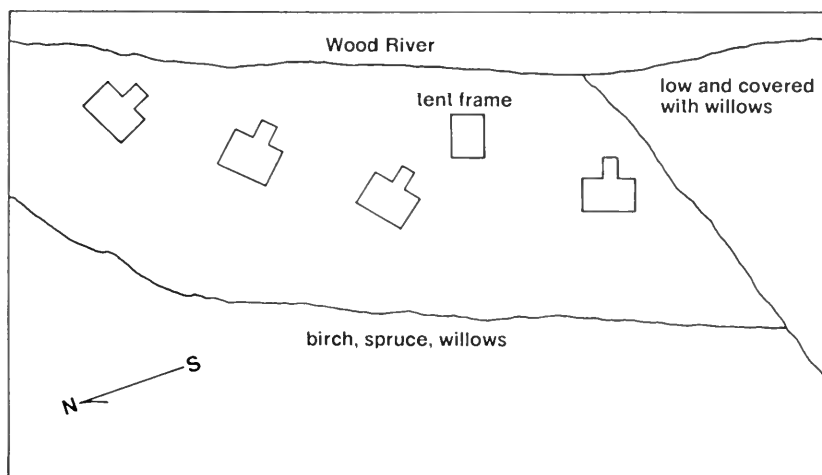 Wood River
low and covered
with willows
tent frame
birch, spruce, willows
S
N